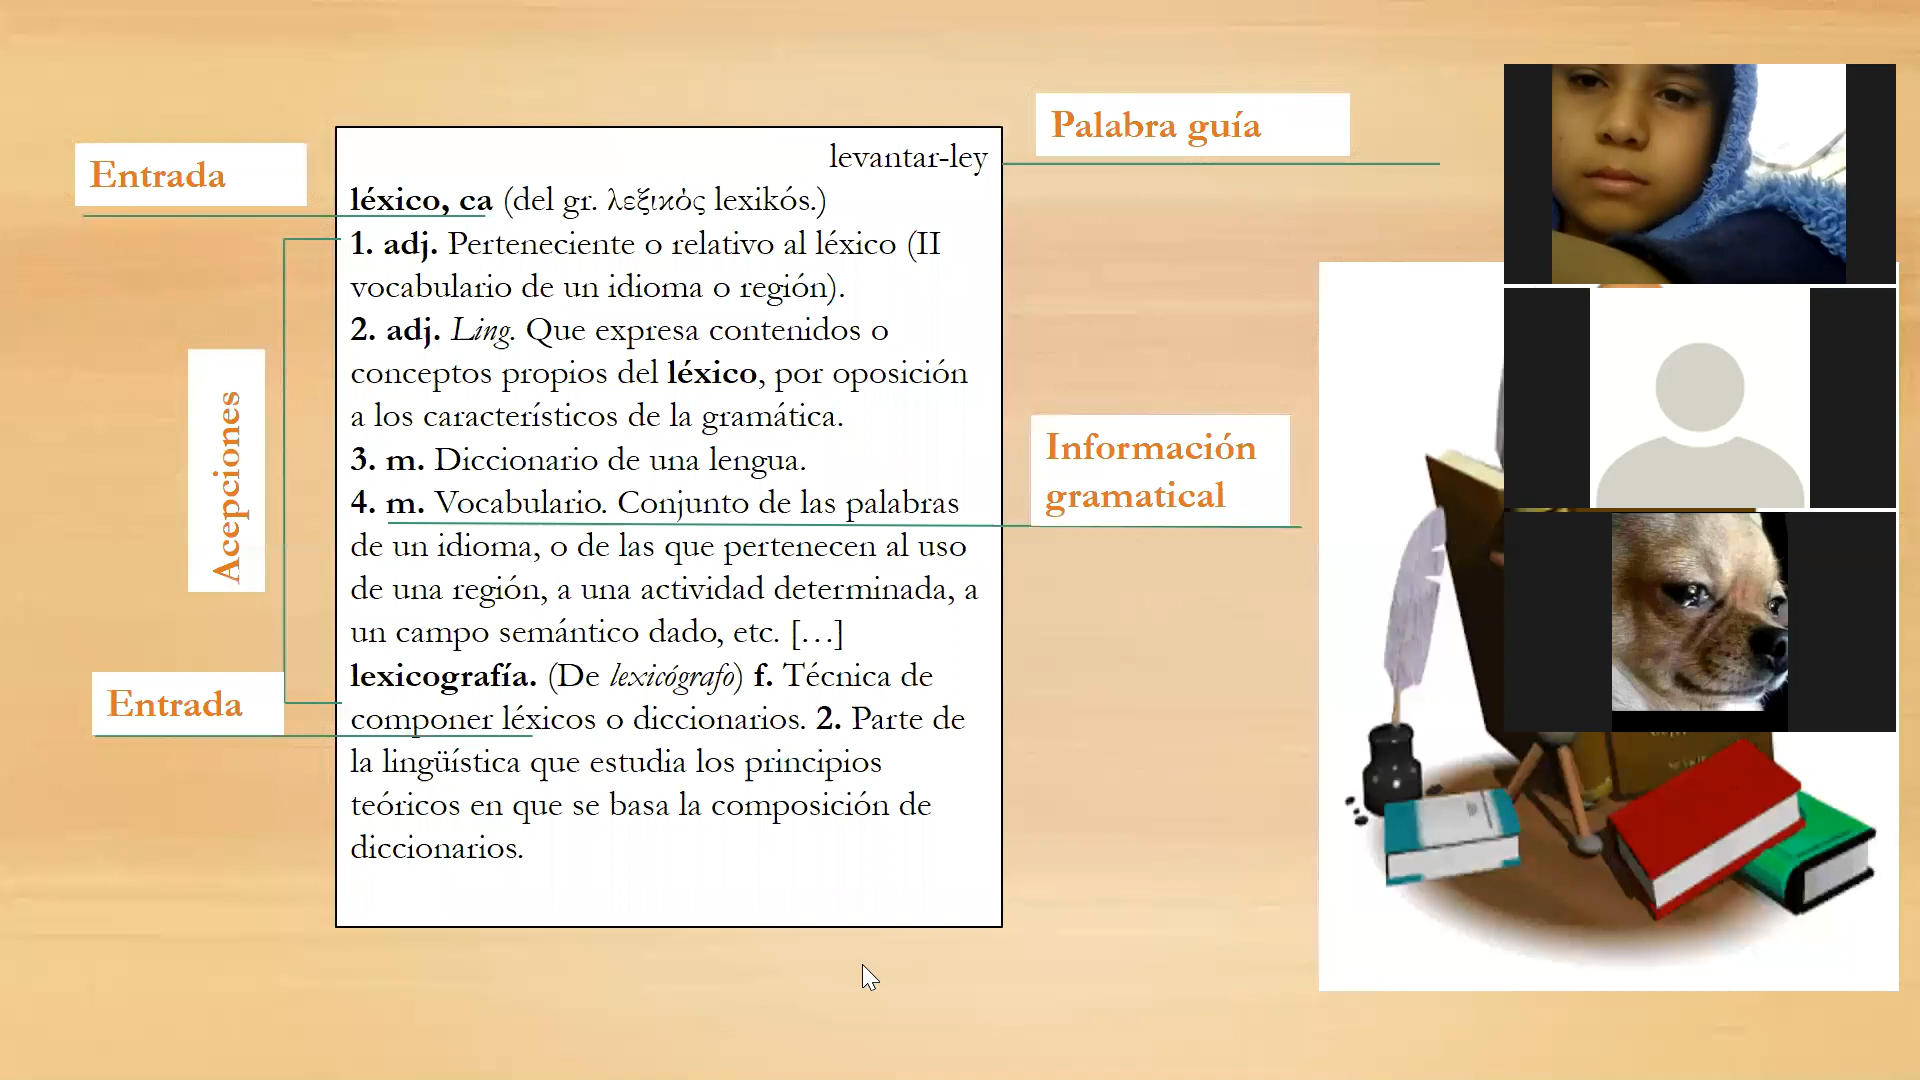 Palabra guía
Entrada
levantar-ley
léxico, ca (del gr. λεξικὀς lexikós.)
1. adj. Perteneciente o relativo al léxico (II
vocabulario de un idioma o región).
2. adj. Ling. Que expresa contenidos o
conceptos propios del léxico, por oposición
a los característicos de la gramática.
3. m. Diccionario de una lengua.
4. m. Vocabulario. Conjunto de las palabras
de un idioma, o de las que pertenecen al uso
de una región, a una actividad determinada, a
un campo semántico dado, etc. […]
lexicografía. (De lexicógrafo) f. Técnica de
componer léxicos o diccionarios. 2. Parte de
la lingüística que estudia los principios
teóricos en que se basa la composición de
diccionarios.
Acepciones
Información
gramatical
Entrada